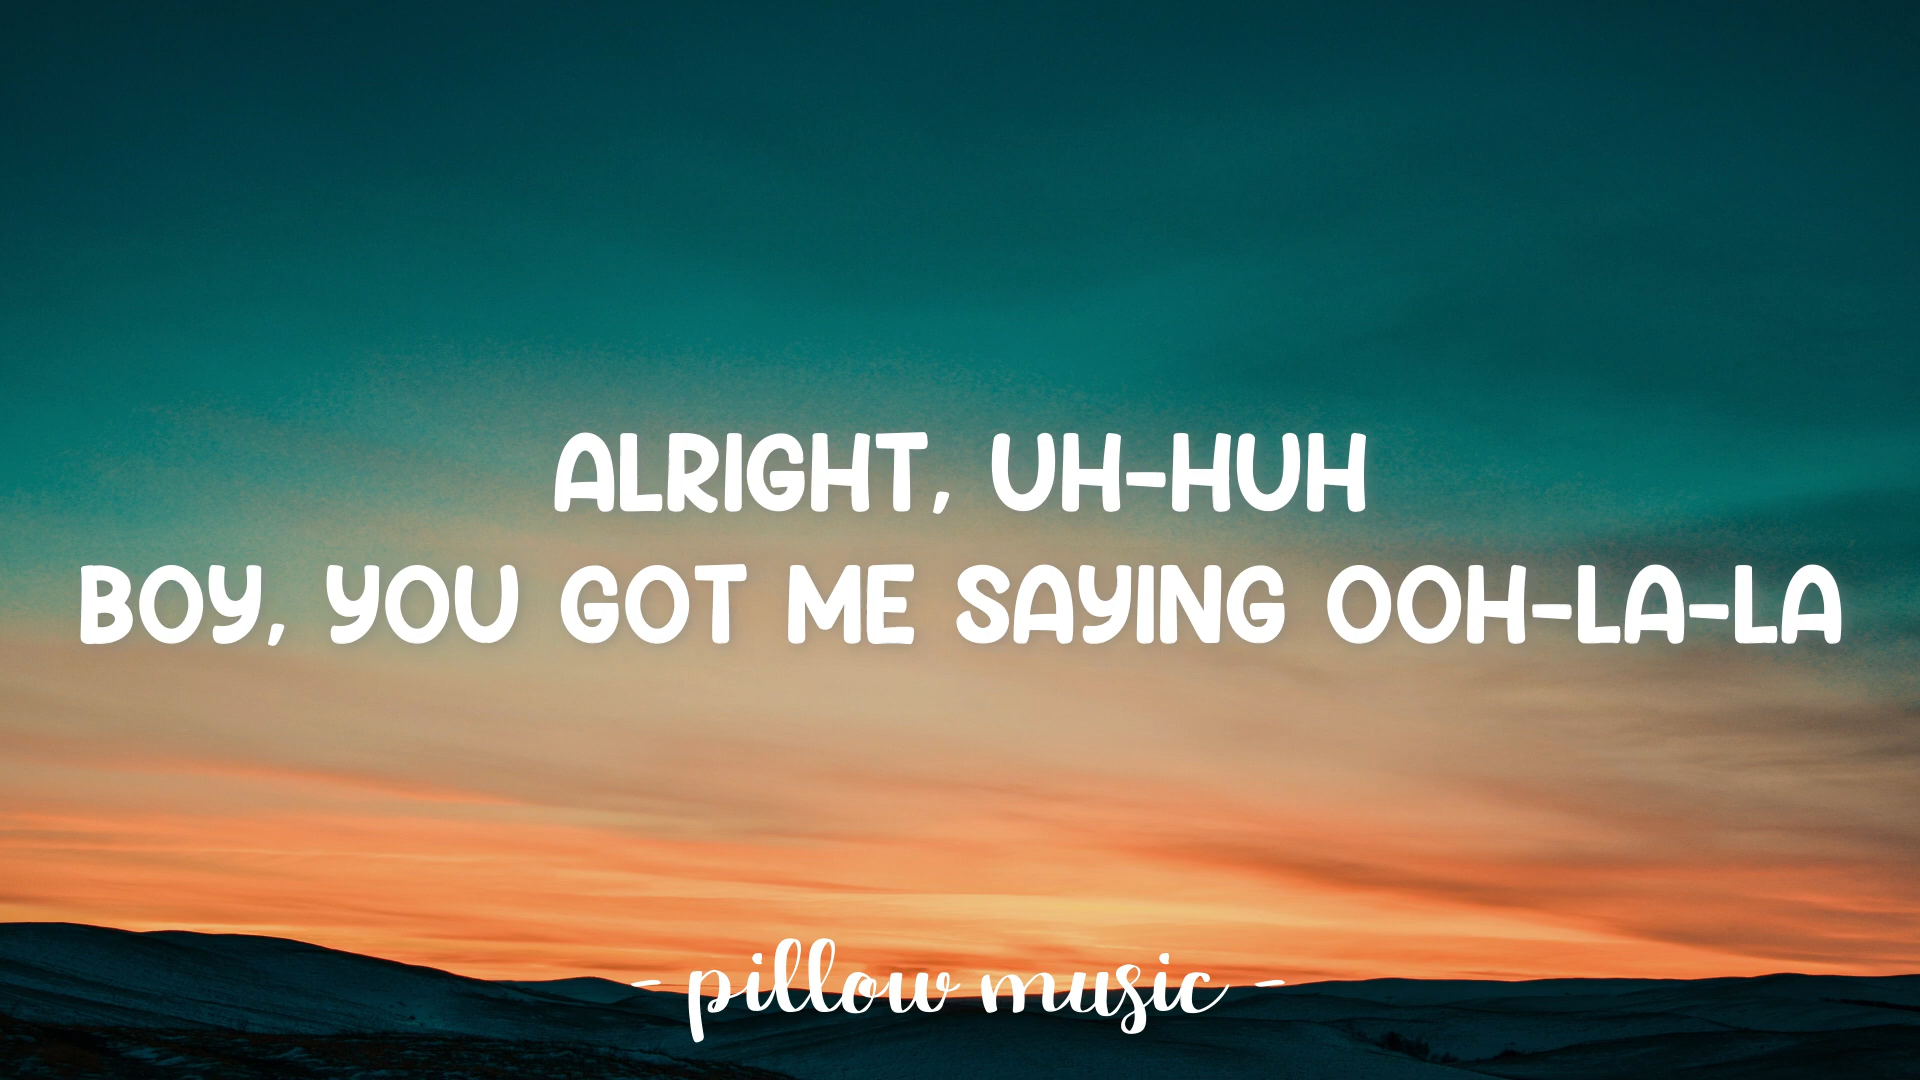 ALRIGHT, UH-HUH
BOY, YOU GOT ME SAYING OOH-LA-LA
- pillow music -